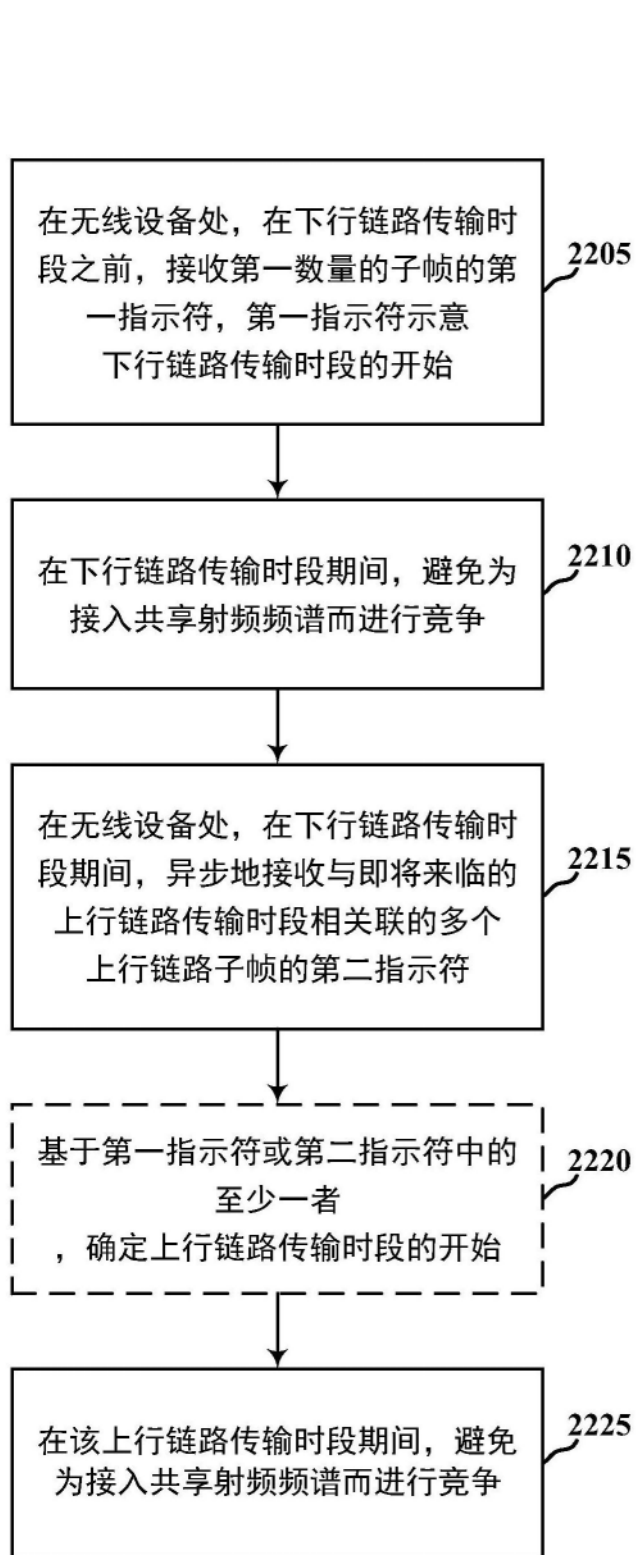 在无线设备处，在下行链路传输时
段之前，接收第一数量的子帧的第
一指示符，第一指示符示意
下行链路传输时段的开始
2205
在下行链路传输时段期间，避免为
接入共享射频频谱而进行竞争
2210
在无线设备处，在下行链路传输时
段期间，异步地接收与即将来临的
上行链路传输时段相关联的多个
上行链路子帧的第二指示符
2215
基于第一指示符或第二指示符中的
至少一者
，确定上行链路传输时段的开始
2220
在该上行链路传输时段期间，避免
为接入共享射频频谱而进行竞争
2225